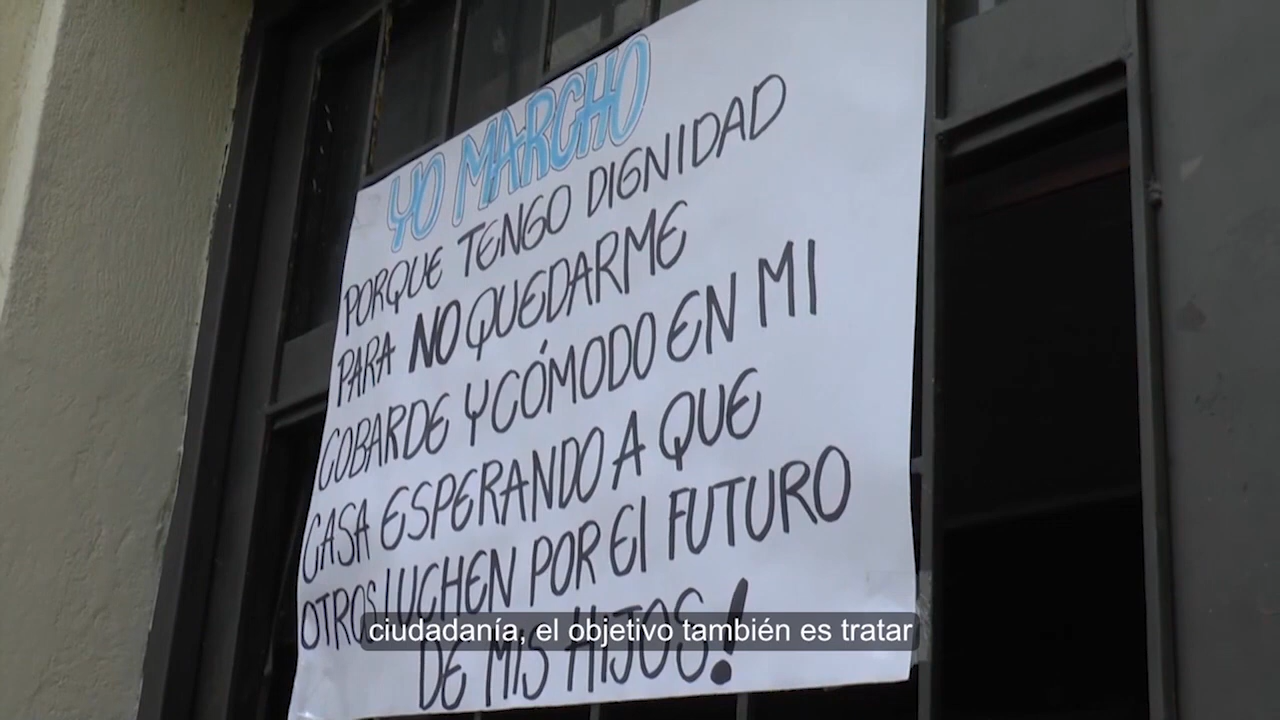 YO MARCHO
PORQUE TENGO DIGNIDAD
PARA NO QUEDARME
COBARDE Y CÓMODO EN MI
CASA ESPERANDO A QUE
OTROS LUCHEN POR El FUTURO
DE MIS HIJOS!
ciudadanía, el objetivo también es tratar